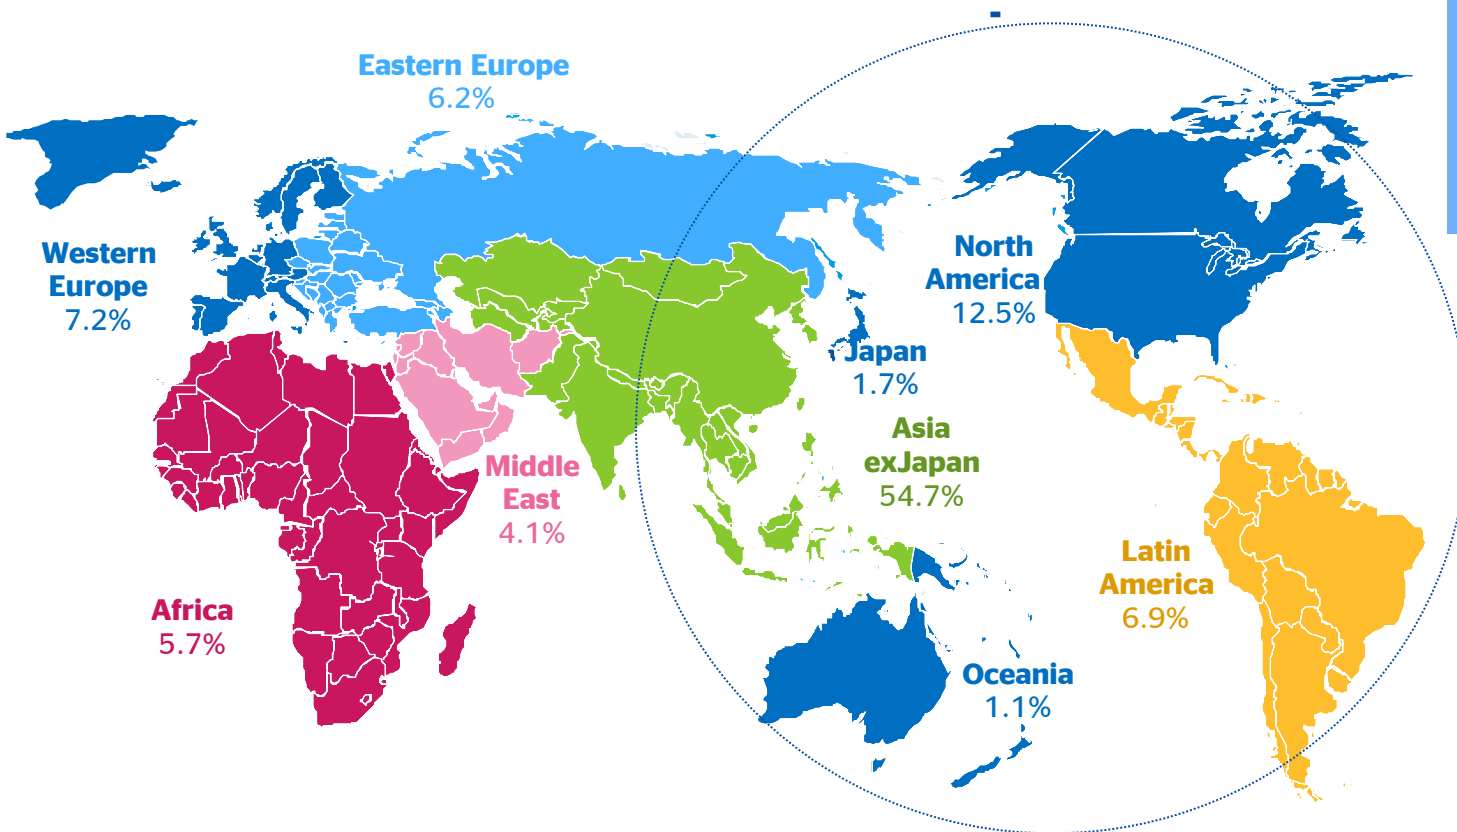 Eastern Europe
6.2%
Western
Europe
7.2%
North
America
12.5%
Japan
1.7%
Asia
exJapan
54.7%
Middle
East
4.1%
Latin
America
6.9%
Africa
5.7%
Oceania
1.1%